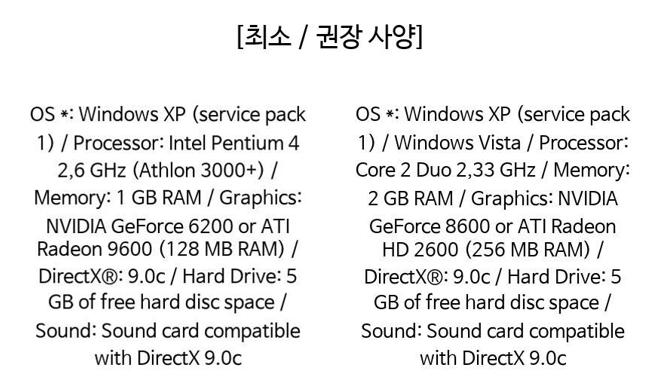 [최소 / 권장 사양]
OS *: Windows XP (service pack
1) / Processor: Intel Pentium 4
2,6 GHz (Athlon 3000+) /
Memory: 1 GB RAM / Graphics:
NVIDIA GeForce 6200 or ATI
Radeon 9600 (128 MB RAM) /
DirectX®: 9.0c / Hard Drive: 5
GB of free hard disc space /
Sound: Sound card compatible
with DirectX 9.0c
OS *: Windows XP (service pack
1) / Windows Vista / Processor:
Core 2 Duo 2,33 GHz / Memory:
2 GB RAM / Graphics: NVIDIA
GeForce 8600 or ATI Radeon
HD 2600 (256 MB RAM) /
DirectX®: 9.0c / Hard Drive: 5
GB of free hard disc space /
Sound: Sound card compatible
with DirectX 9.0c